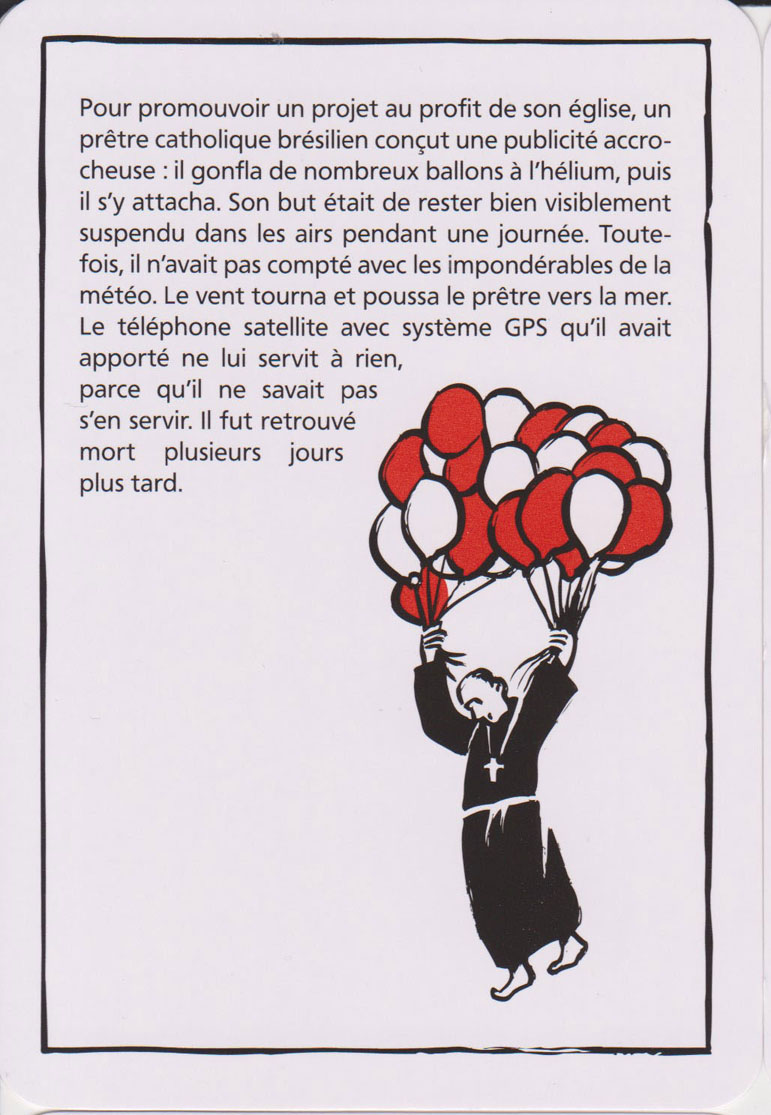 Pour promouvoir un projet au profit de son église, un
prêtre catholique brésilien conçut une publicité accro-
cheuse : il gonfla de nombreux ballons à l'hélium, puis
il s'y attacha. Son but était de rester bien visiblement
suspendu dans les airs pendant une journée. Toute-
fois, il n'avait pas compté avec les impondérables de la
météo. Le vent tourna et poussa le prêtre vers la mer.
Le téléphone satellite avec système GPS qu'il avait
apporté ne lui servit à rien,
parce qu'il ne savait pas
s'en servir. Il fut retrouvé
mort plusieurs jours
plus tard.